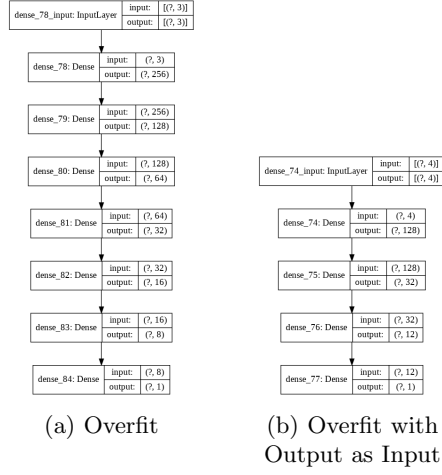 dense_78_input: InputLayer input: [(?, 3)]
output: [(?, 3)]
dense_78: Dense input: (?, 3)
output: (?, 256)
dense_79: Dense input: (?, 256)
output: (?, 128)
dense_80: Dense input: (?, 128)
output: (?, 64)
dense_81: Dense input: (?, 64)
output: (?, 32)
dense_82: Dense input: (?, 32)
output: (?, 16)
dense_83: Dense input: (?, 16)
output: (?, 8)
dense_84: Dense input: (?, 8)
output: (?, 1)
(a) Overfit
dense_74_input: InputLayer input: [(?, 4)]
output: [(?, 4)]
dense_74: Dense input: (?, 4)
output: (?, 128)
dense_75: Dense input: (?, 128)
output: (?, 32)
dense_76: Dense input: (?, 32)
output: (?, 12)
dense_77: Dense input: (?, 12)
output: (?, 1)
(b) Overfit with
Output as Input